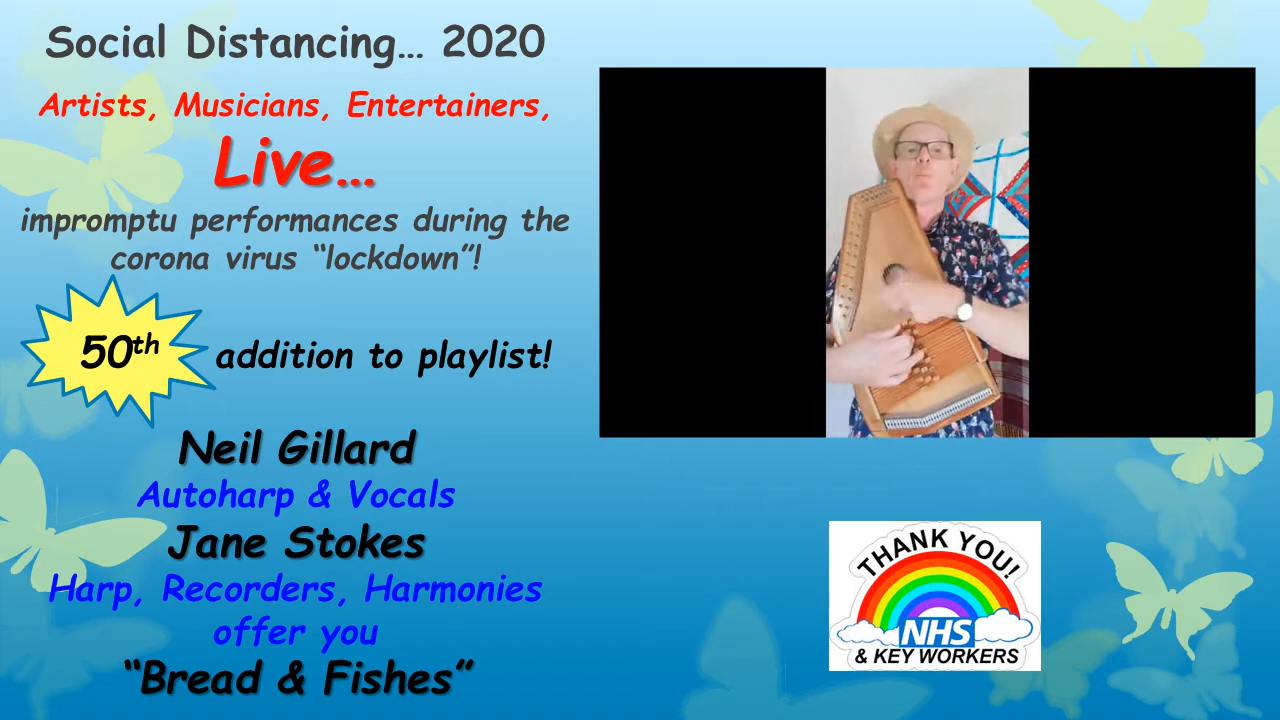 Social Distancing… 2020
Artists, Musicians, Entertainers,
Live…
impromptu performances during the
corona virus “lockdown”!
50th addition to playlist!
Neil Gillard
Autoharp & Vocals
Jane Stokes
Harp, Recorders, Harmonies
offer you
“Bread & Fishes”
THANK YOU!
NHS
& KEY WORKERS